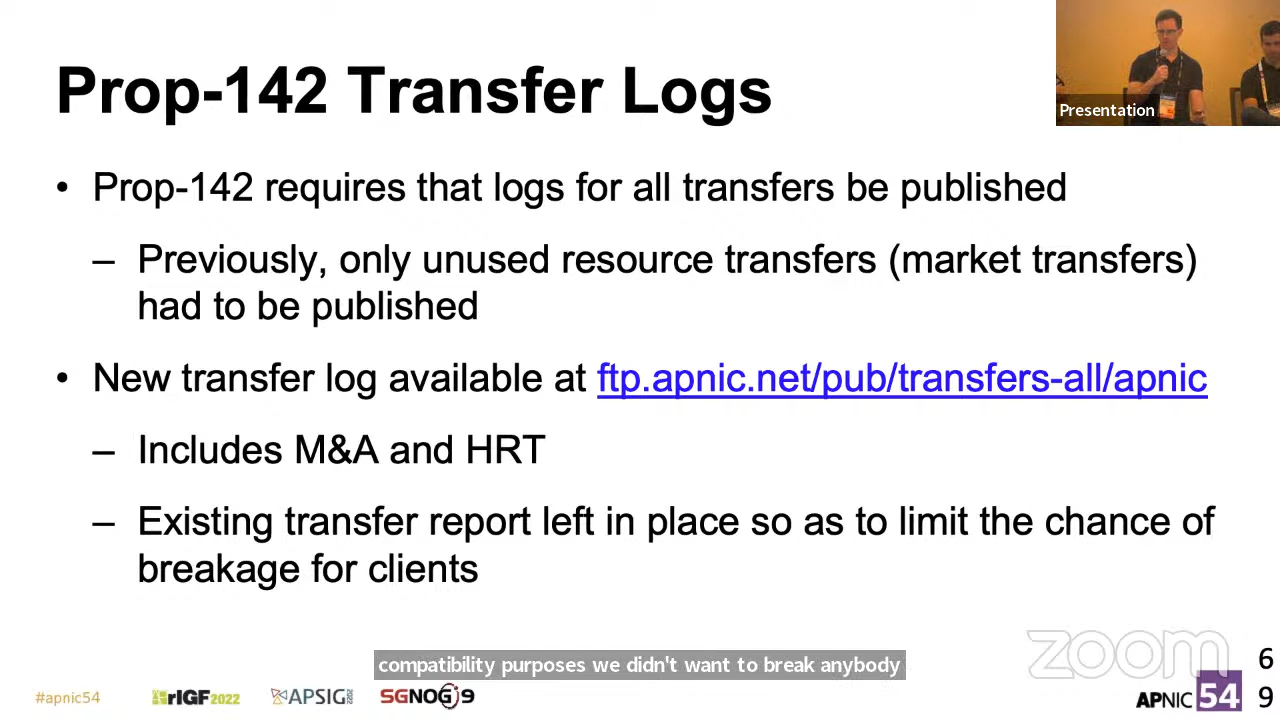 Prop-142 Transfer Logs
Presentation
• Prop-142 requires that logs for all transfers be published
– Previously, only unused resource transfers (market transfers)
had to be published
• New transfer log available at ftp.apnic.net/pub/transfers-all/apnic
– Includes M&A and HRT
– Existing transfer report left in place so as to limit the chance of
breakage for clients
compatibility purposes we didn't want to break anybody
zoom
6
9
#apnic54
rIGF2022
APSIG
SGNOG 9
APNIC 54